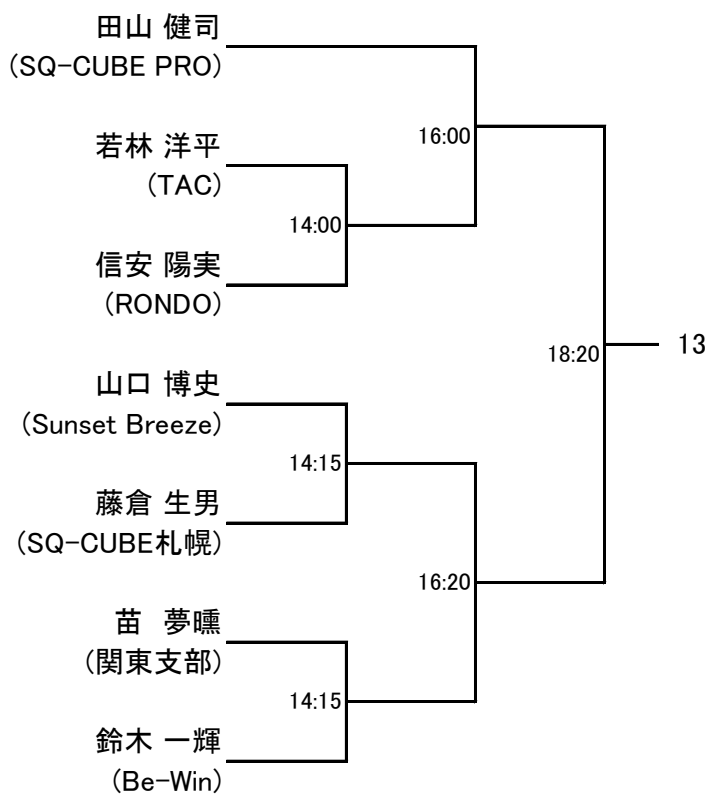 田山 健司
(SQ-CUBE PRO)
16:00
若林 洋平
(TAC)
14:00
信安 陽実
(RONDO)
18:20
13
山口 博史
(Sunset Breeze)
14:15
藤倉 生男
(SQ-CUBE札幌)
16:20
苗 夢曛
(関東支部)
14:15
鈴木 一輝
(Be-Win)